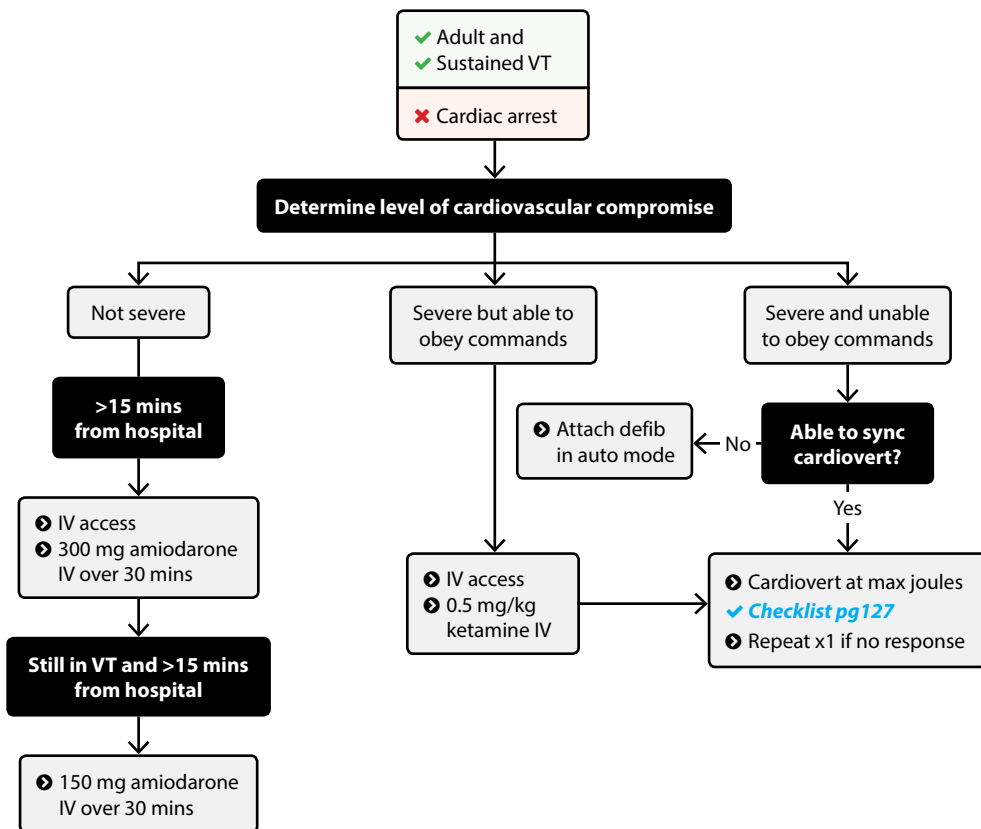 Adult and
Sustained VT
Cardiac arrest
Determine level of cardiovascular compromise
Not severe
>15 mins
from hospital
IV access
300 mg amiodarone
IV over 30 mins
Still in VT and >15 mins
from hospital
150 mg amiodarone
IV over 30 mins
Severe but able to
obey commands
IV access
0.5 mg/kg
ketamine IV
Severe and unable
to obey commands
Able to sync
cardiovert?
No
Attach defib
in auto mode
Yes
Cardiovert at max joules
Checklist pg127
Repeat x1 if no response